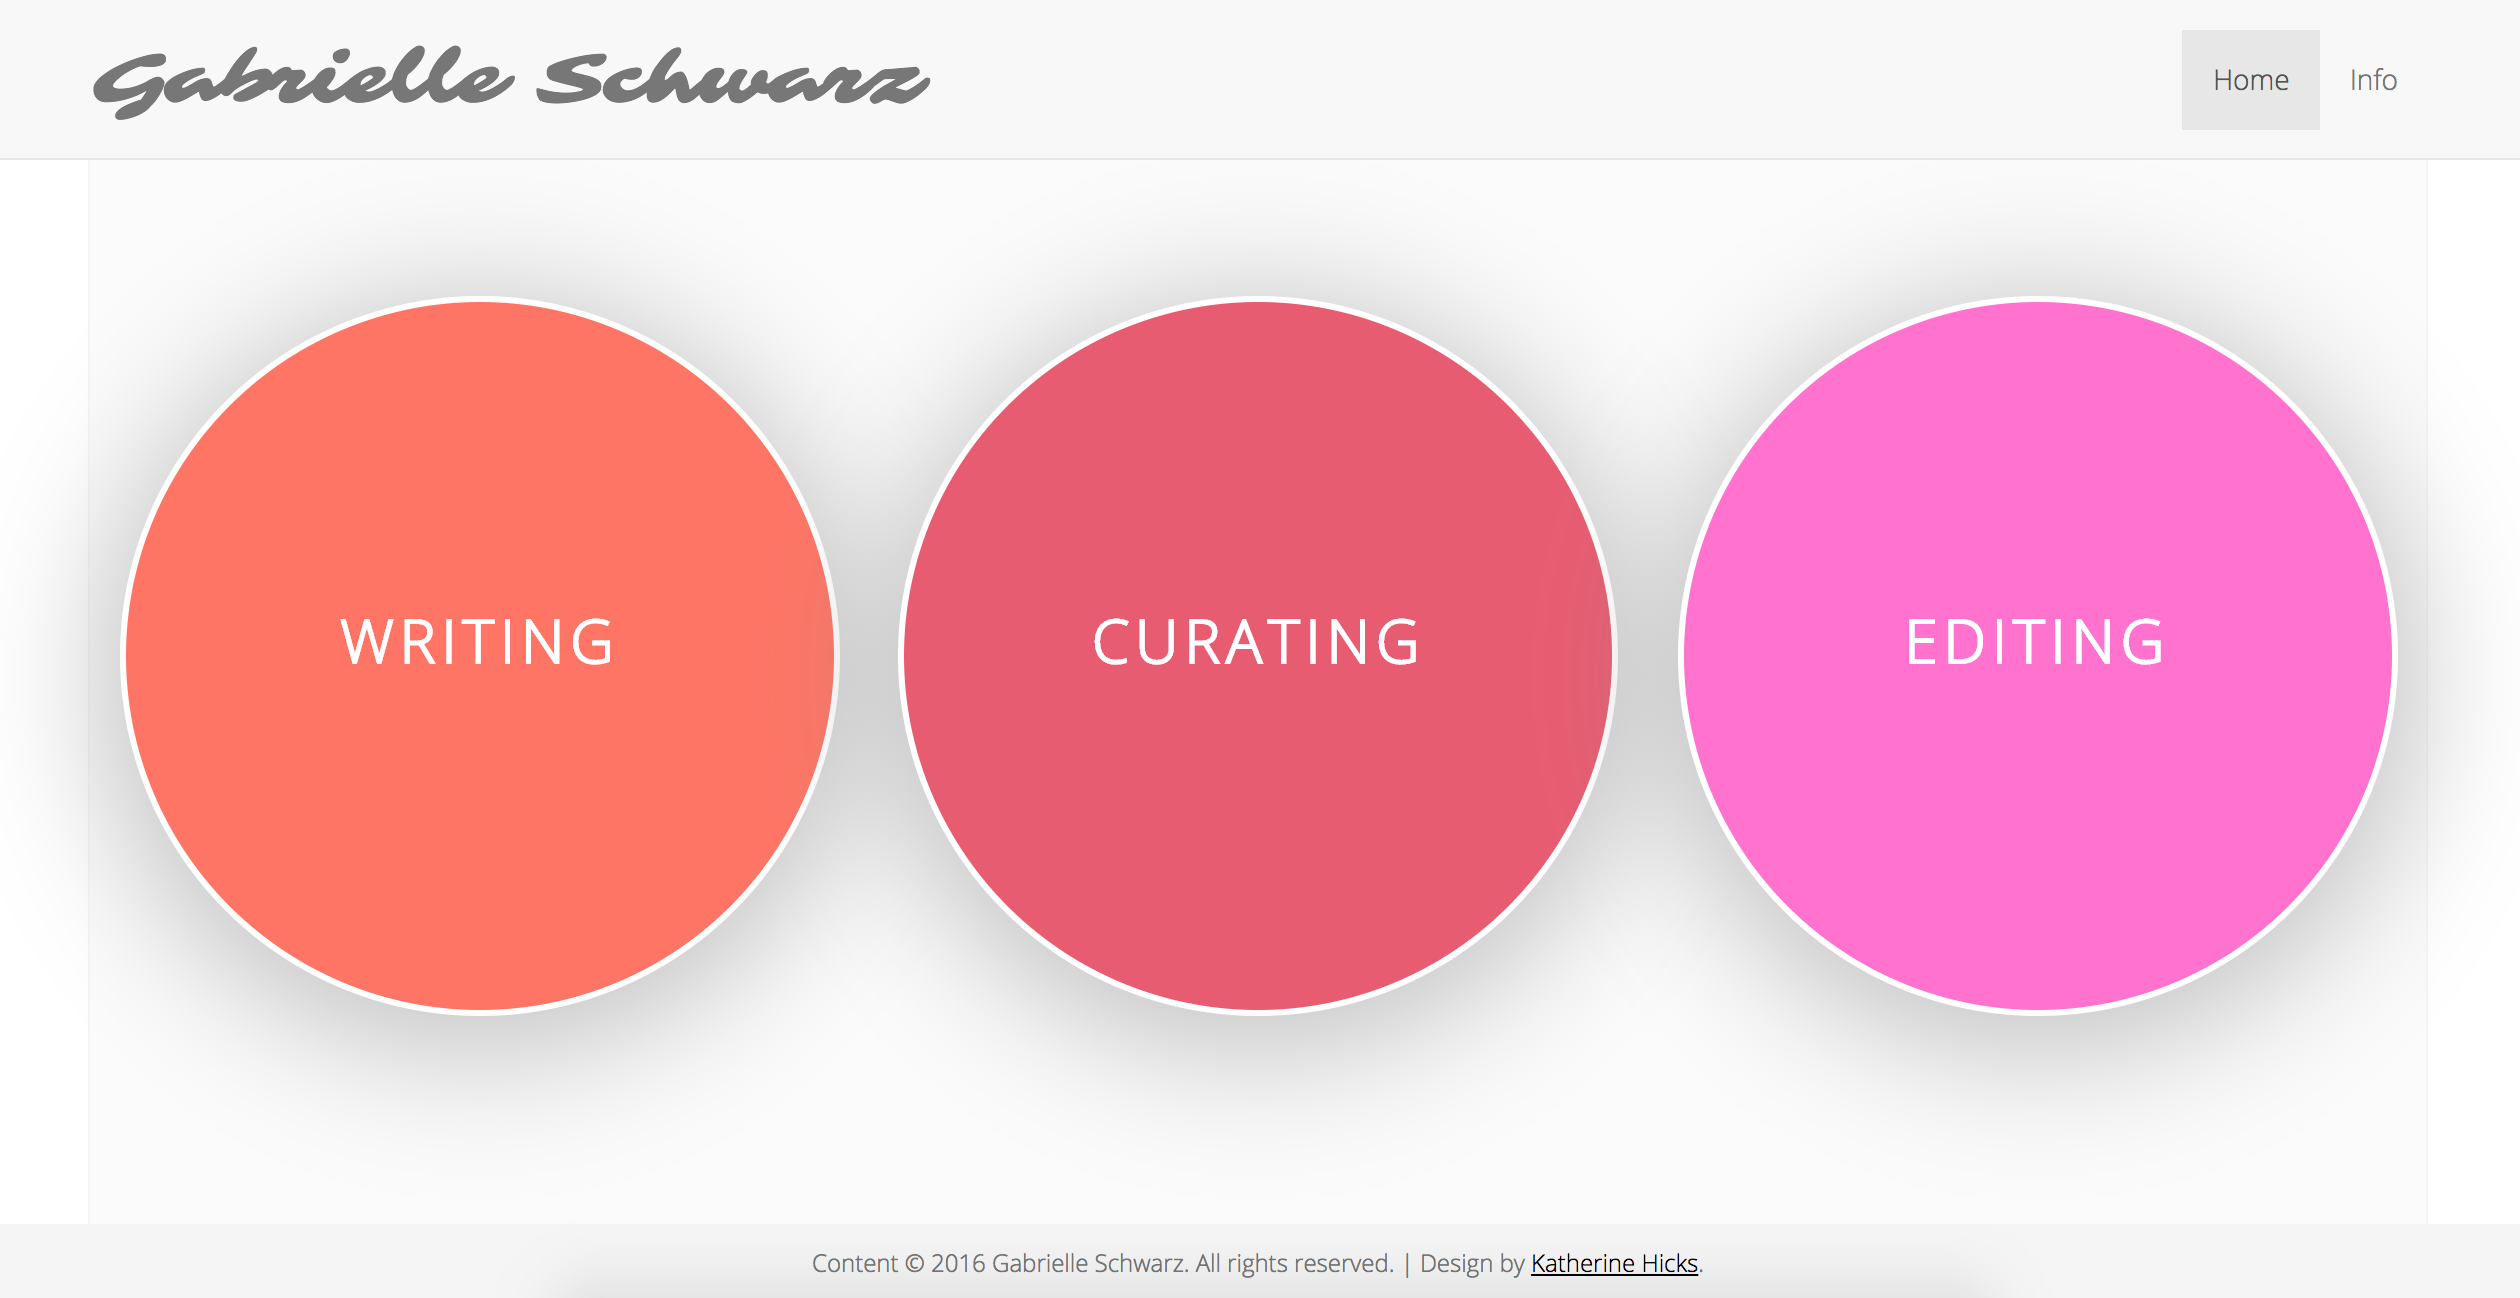 Gabrielle Schwarz
Home
Info
WRITING
CURATING
EDITING
Content © 2016 Gabrielle Schwarz. All rights reserved. | Design by Katherine Hicks.